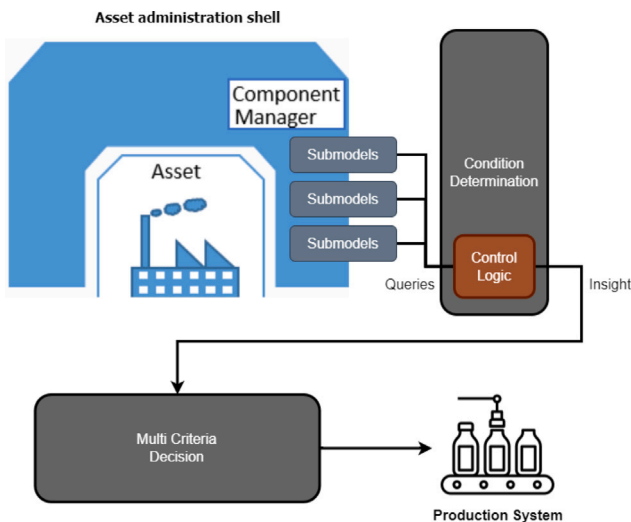 Asset administration shell
Component
Manager
Asset
Submodels
Submodels
Submodels
Condition
Determination
Control
Logic
Queries
Insight
Multi Criteria
Decision
Production System